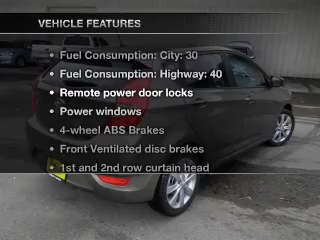 VEHICLE FEATURES
• Fuel Consumption: City: 30
• Fuel Consumption: Highway: 40
• Remote power door locks
• Power windows
• 4-wheel ABS Brakes
• Front Ventilated disc brakes
• 1st and 2nd row curtain head